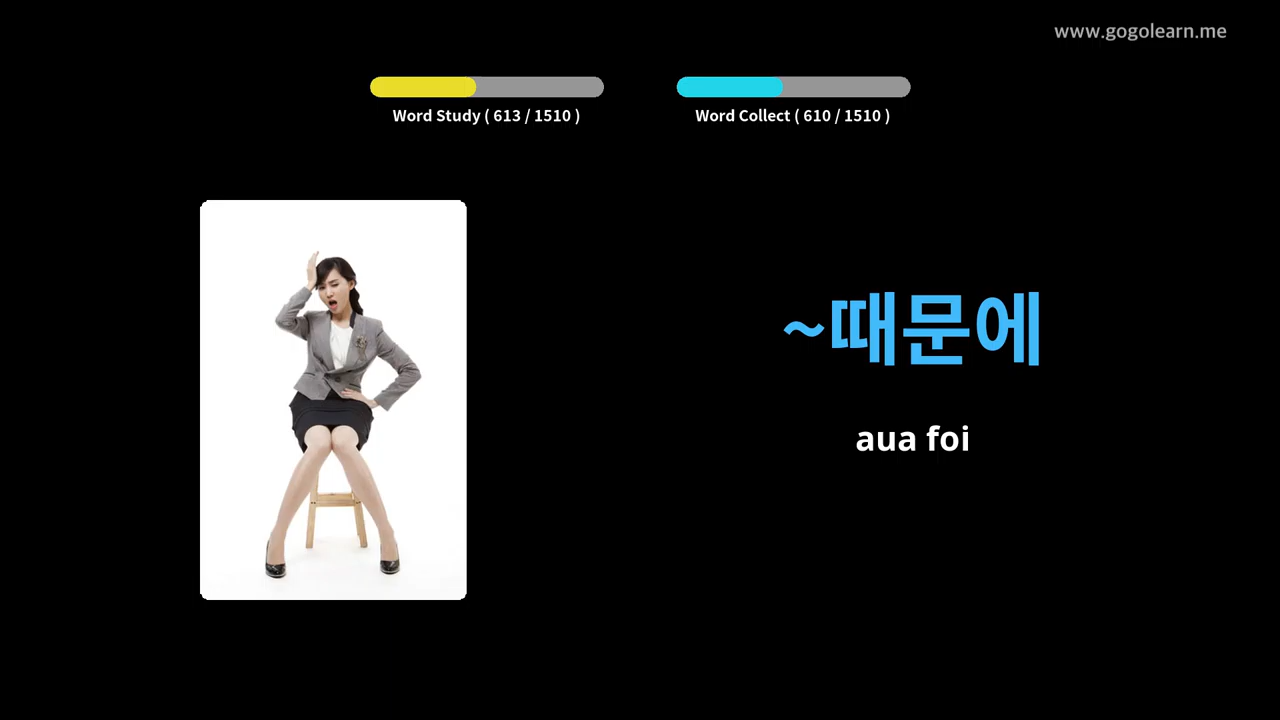 www.gogolearn.me
Word Study ( 613 / 1510 )
Word Collect ( 610 / 1510 )
~때문에
aua foi